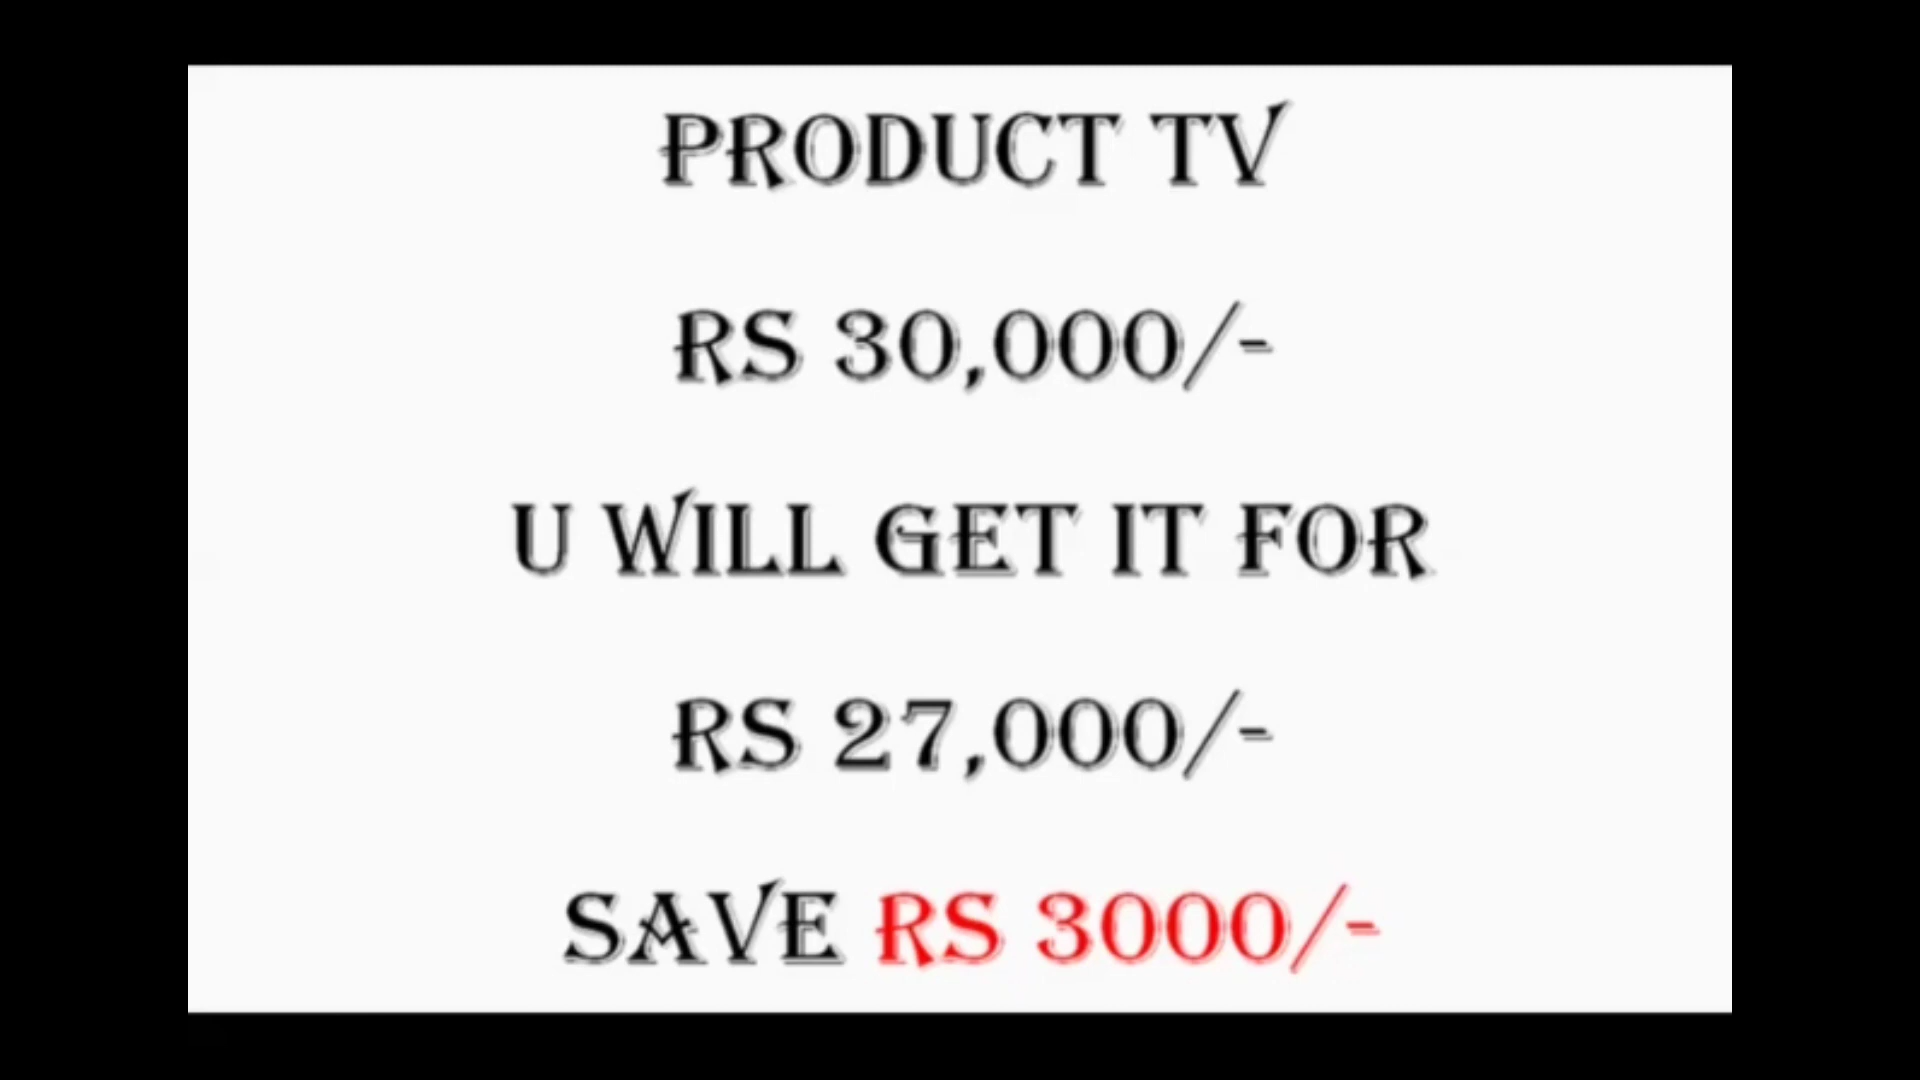 PRODUCT TV
RS 30,000/-
U WILL GET IT FOR
RS 27,000/-
SAVE RS 3000/-